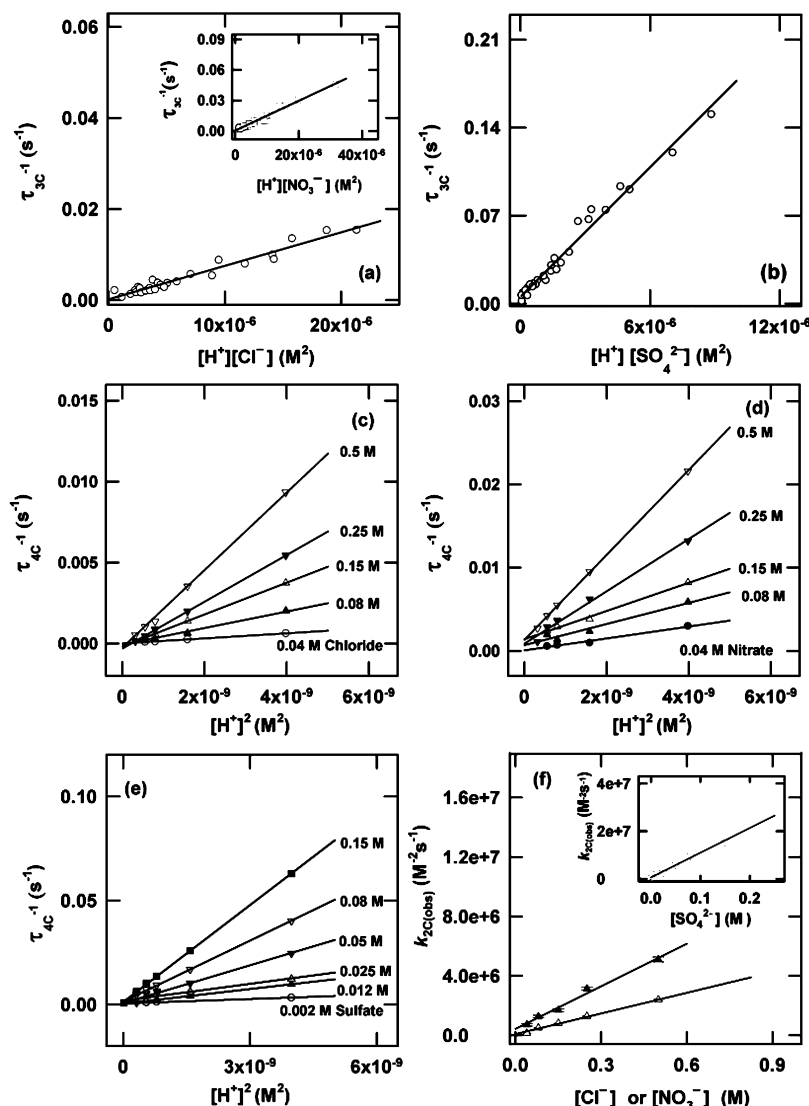 0.06
0.04
0.02
0.00
τ3C⁻¹ (s⁻¹)
0.09
0.06
0.03
0.00
τ3C⁻¹ (s⁻¹)
0
20x10⁻⁶
40x10⁻⁶
[H⁺][NO₃⁻] (M²)
(a)
0
10x10⁻⁶
20x10⁻⁶
[H⁺][Cl⁻] (M²)
0.21
0.14
0.07
0.00
τ3C⁻¹ (s⁻¹)
(b)
0
6x10⁻⁶
12x10⁻⁶
[H⁺] [SO₄²⁻] (M²)
0.015
0.010
0.005
0.000
τ4C⁻¹ (s⁻¹)
(c)
0.5 M
0.25 M
0.15 M
0.08 M
0.04 M Chloride
0
2x10⁻⁹
4x10⁻⁹
6x10⁻⁹
[H⁺]² (M²)
0.03
0.02
0.01
0.00
τ4C⁻¹ (s⁻¹)
(d)
0.5 M
0.25 M
0.15 M
0.08 M
0.04 M Nitrate
0
2x10⁻⁹
4x10⁻⁹
6x10⁻⁹
[H⁺]² (M²)
0.10
0.05
0.00
τ4C⁻¹ (s⁻¹)
(e)
0.15 M
0.08 M
0.05 M
0.025 M
0.012 M
0.002 M Sulfate
0
3x10⁻⁹
6x10⁻⁹
[H⁺]² (M²)
1.6e+7
1.2e+7
8.0e+6
4.0e+6
0.0
k2C(obs) (M⁻²s⁻¹)
(f)
4e+7
2e+7
0
k2C(obs) (M⁻²s⁻¹)
0.0
0.1
0.2
[SO₄²⁻] (M)
0.0
0.3
0.6
0.9
[Cl⁻] or [NO₃⁻] (M)